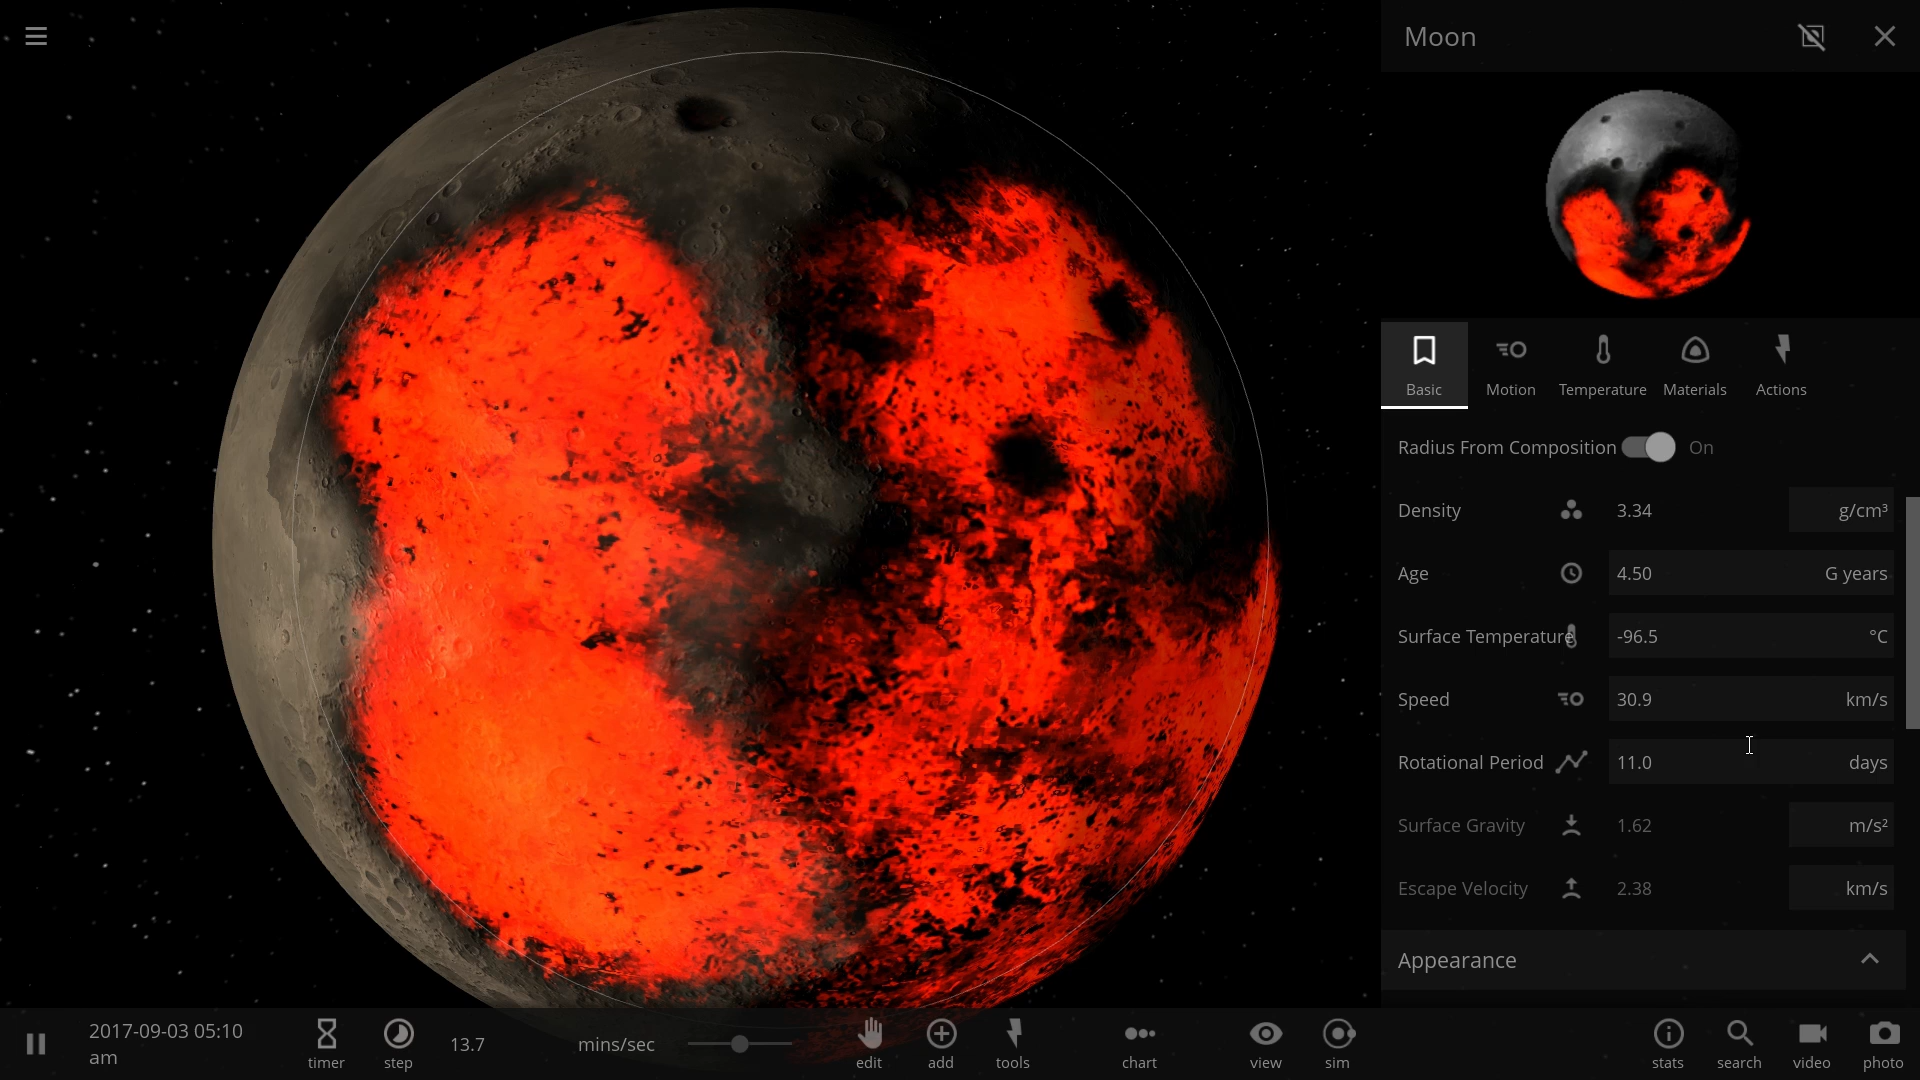 Moon
Basic
Motion
Temperature
Materials
Actions
Radius From Composition On
Density 3.34 g/cm³
Age 4.50 G years
Surface Temperature -96.5 °C
Speed 30.9 km/s
Rotational Period 11.0 days
Surface Gravity 1.62 m/s²
Escape Velocity 2.38 km/s
Appearance
2017-09-03 05:10
am
timer
step
13.7 mins/sec
edit
add
tools
chart
view
sim
stats
search
video
photo